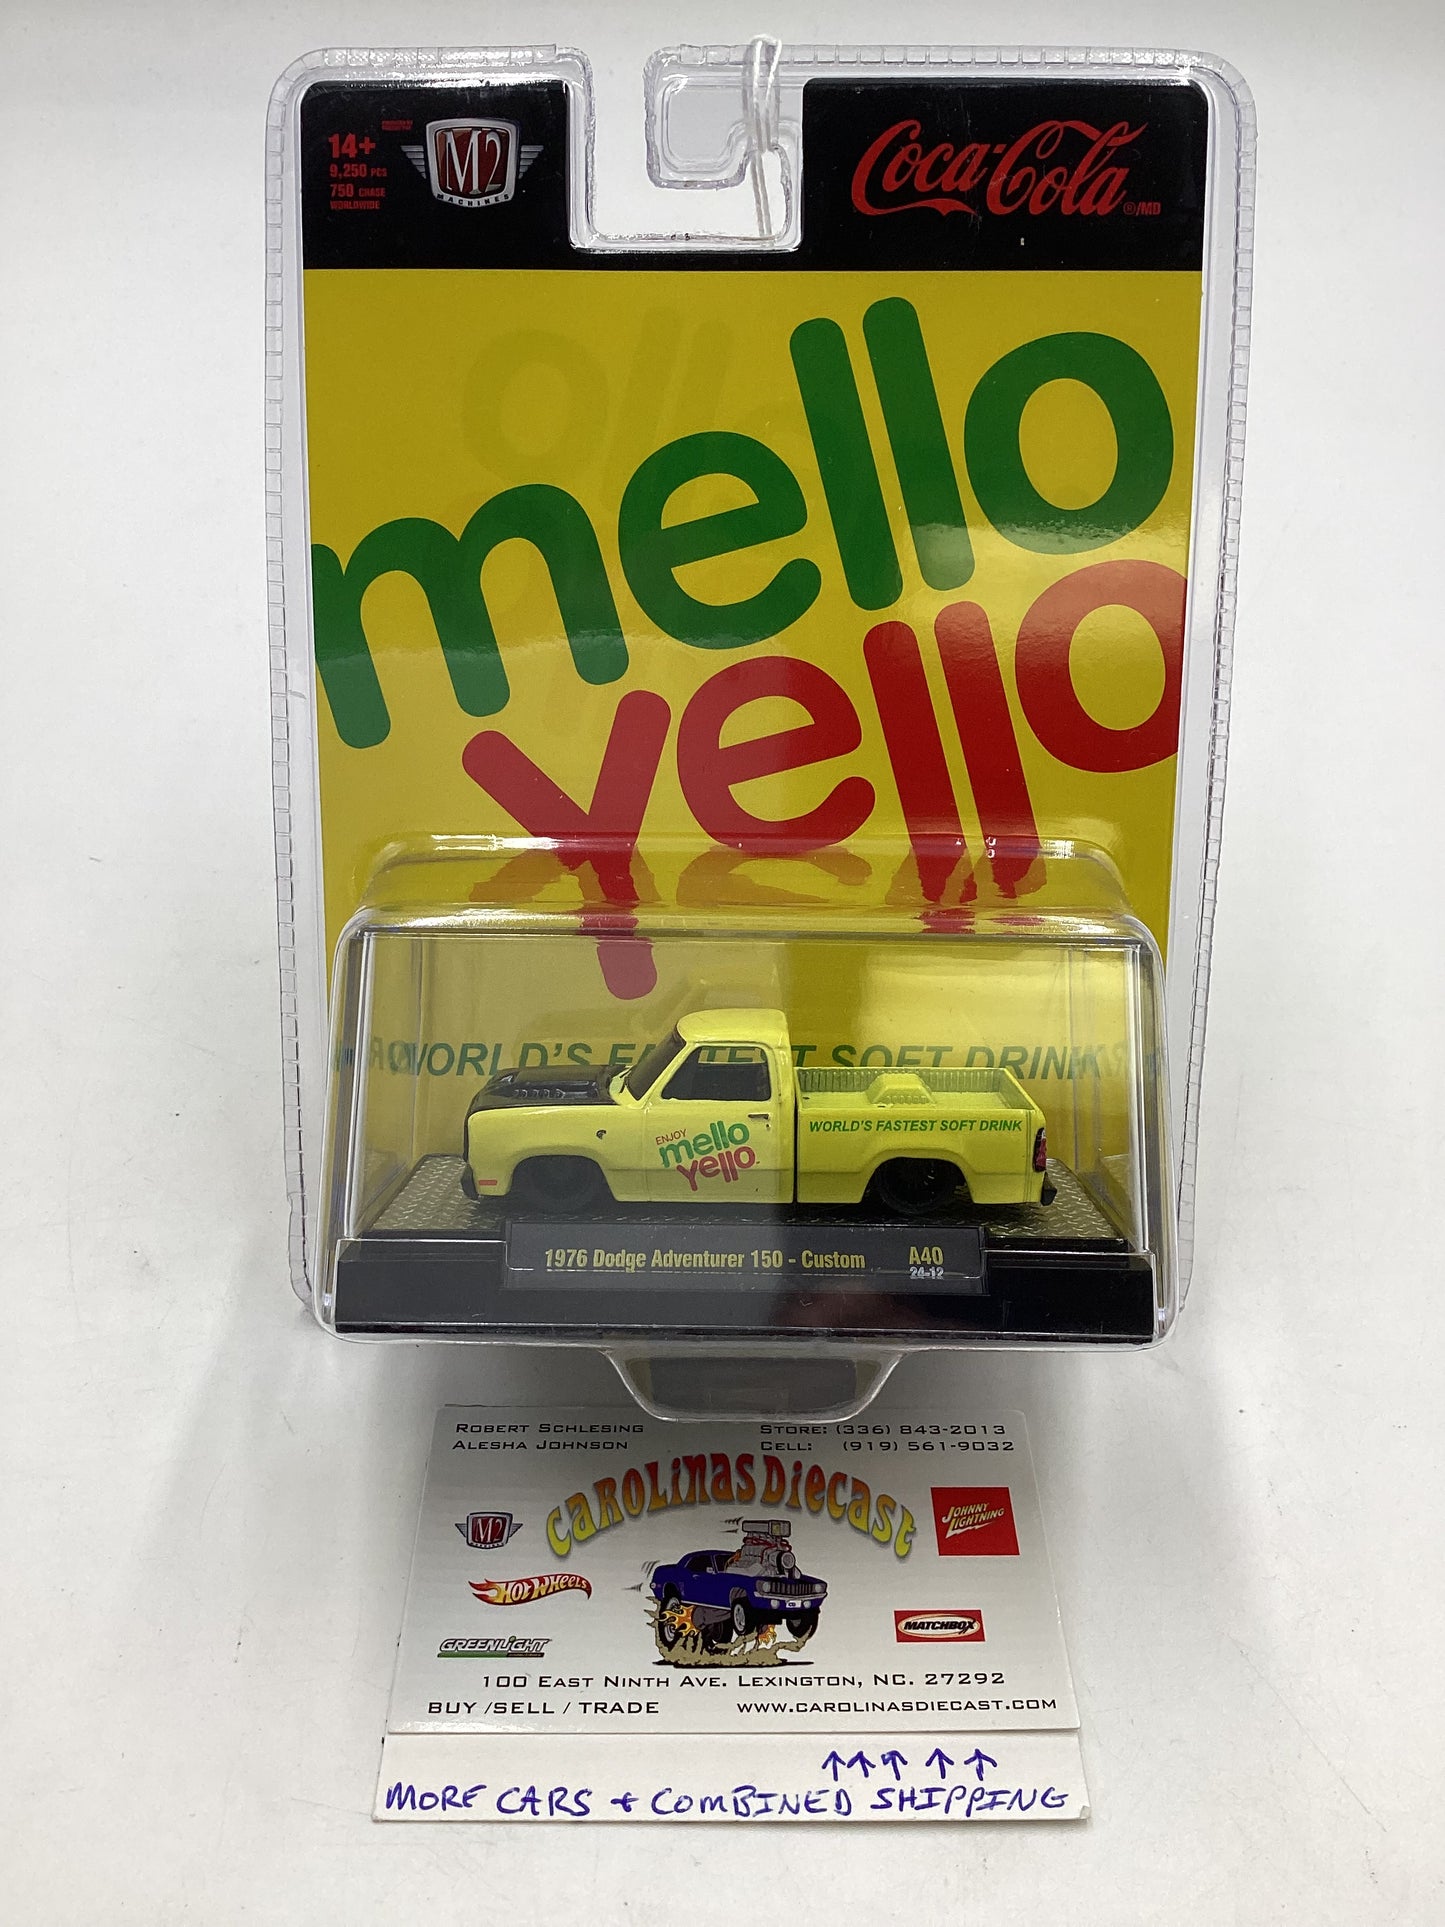 14+
9,250 PCS
750 CHASE
WORLDWIDE
M2
MACHINES
Coca-Cola ®/MD
mello
yello
WORLD'S FASTEST SOFT DRINK
WORLD'S FASTEST SOFT DRINK
ENJOY
mello
yello
1976 Dodge Adventurer 150 - Custom A40
24-12
ROBERT SCHLESING STORE: (336) 843-2013
ALESHA JOHNSON CELL: (919) 561-9032
CAROLINAS DIECAST
M2
JOHNNY
LIGHTNING
HOT WHEELS
MATCHBOX
GREENLIGHT
100 EAST NINTH AVE. LEXINGTON, NC. 27292
BUY /SELL / TRADE WWW.CAROLINASDIECAST.COM
↑↑↑ ↑ ↑
MORE CARS + COMBINED SHIPPING